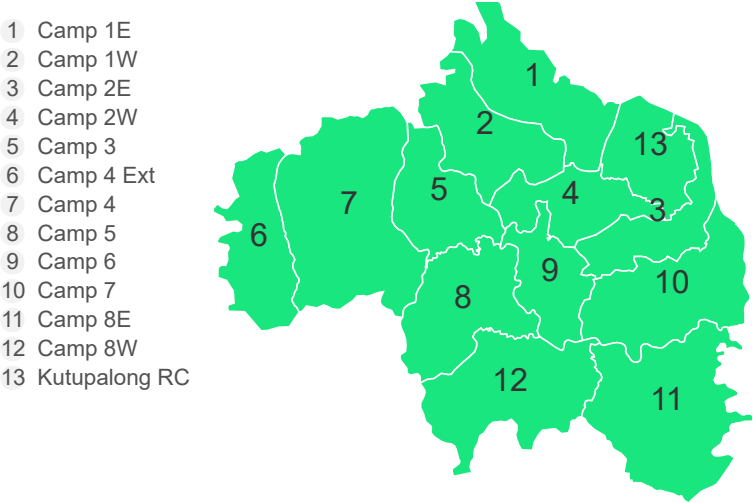 1 Camp 1E
2 Camp 1W
3 Camp 2E
4 Camp 2W
5 Camp 3
6 Camp 4 Ext
7 Camp 4
8 Camp 5
9 Camp 6
10 Camp 7
11 Camp 8E
12 Camp 8W
13 Kutupalong RC
1
2
13
5
4
7
3
6
9
10
8
12
11